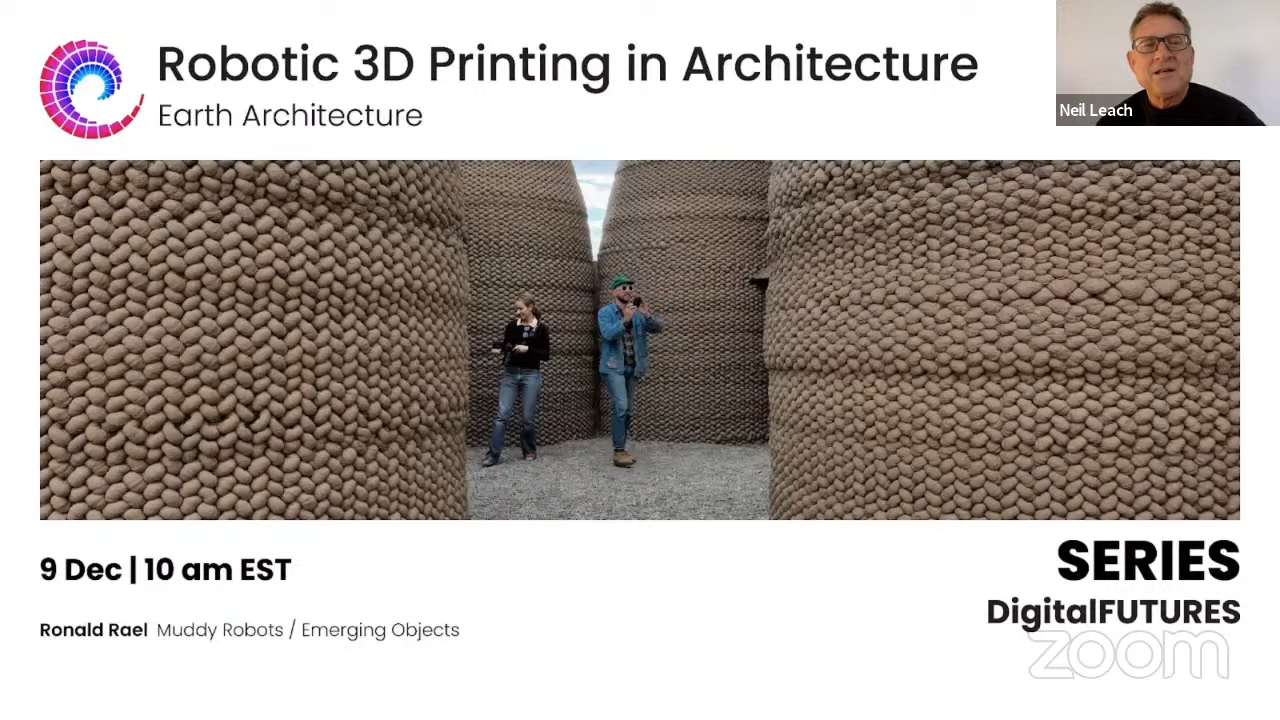 Robotic 3D Printing in Architecture
Earth Architecture
Neil Leach
9 Dec | 10 am EST
Ronald Rael Muddy Robots / Emerging Objects
SERIES
DigitalFUTURES
zoom